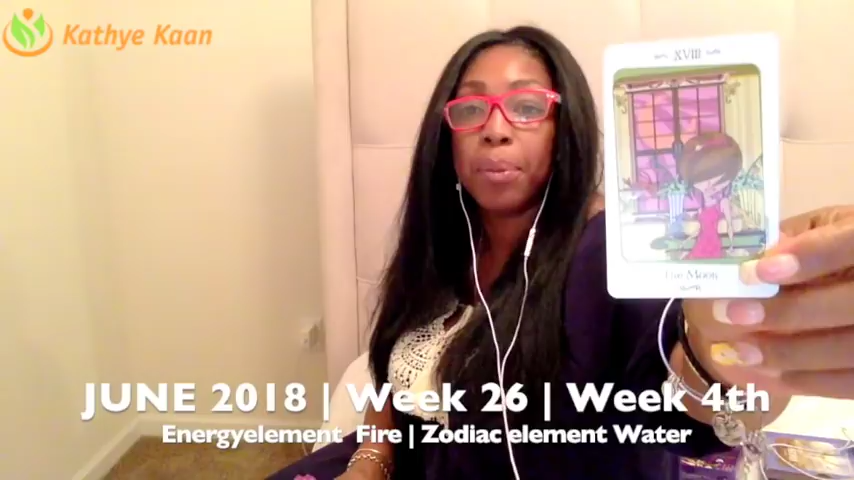 Kathye Kaan
XVIII
The Moon
JUNE 2018 | Week 26 | Week 4th
Energyelement Fire | Zodiac element Water